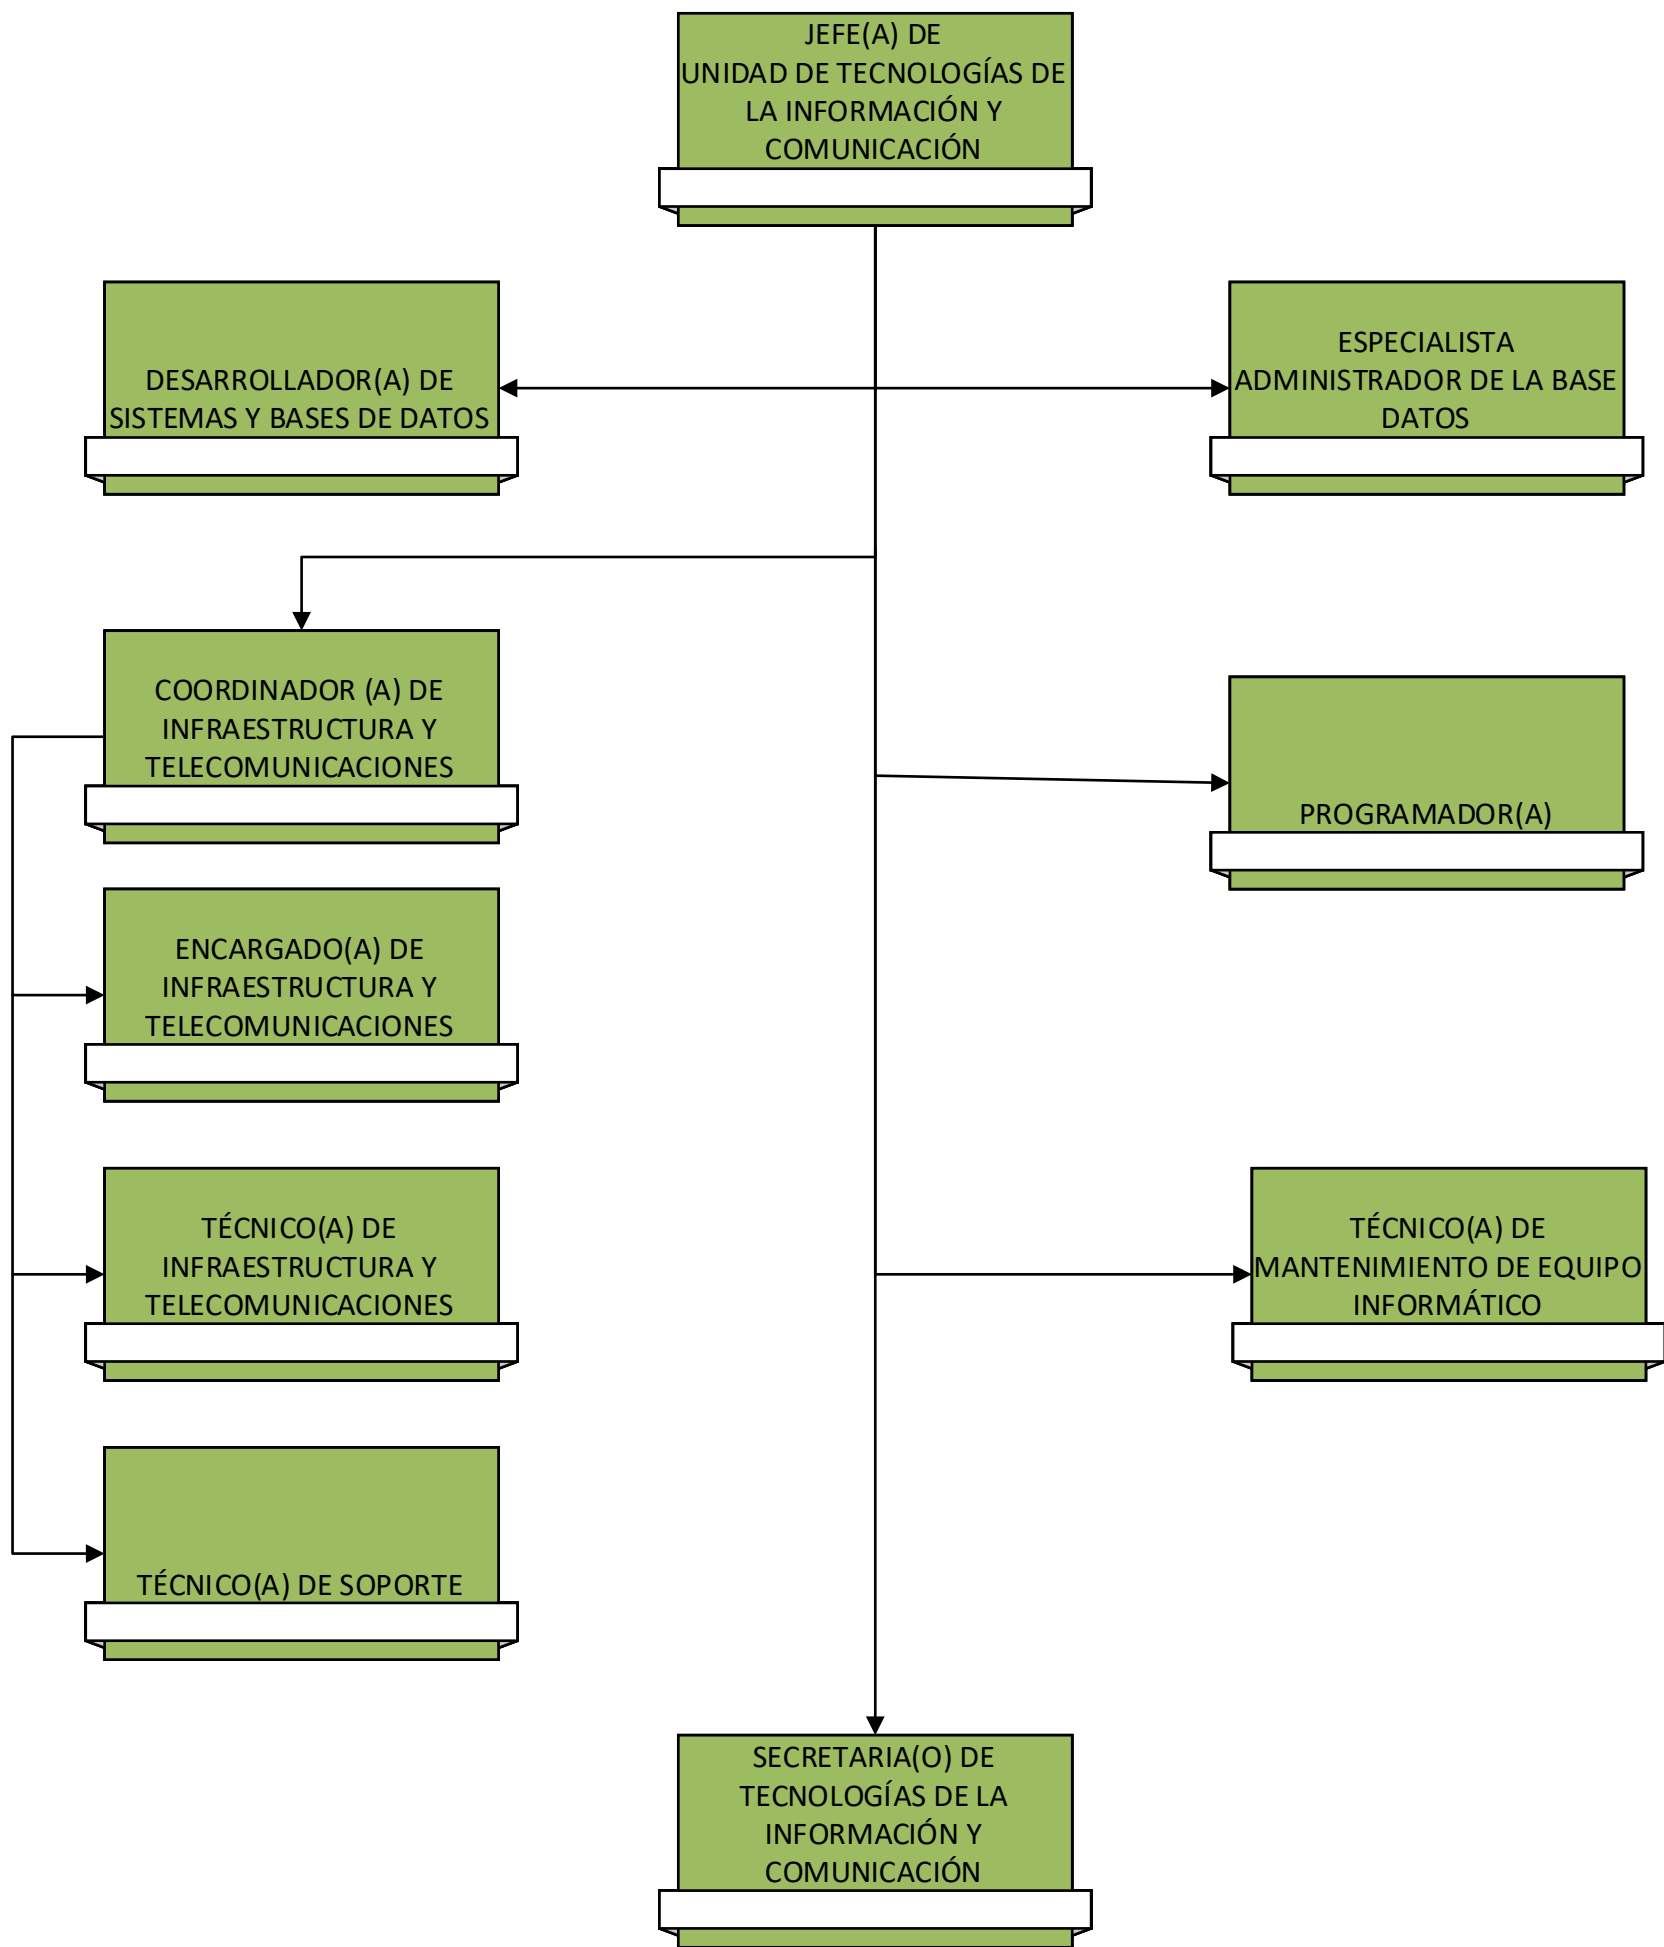 JEFE(A) DE
UNIDAD DE TECNOLOGÍAS DE
LA INFORMACIÓN Y
COMUNICACIÓN
DESARROLLADOR(A) DE
SISTEMAS Y BASES DE DATOS
ESPECIALISTA
ADMINISTRADOR DE LA BASE
DATOS
COORDINADOR (A) DE
INFRAESTRUCTURA Y
TELECOMUNICACIONES
PROGRAMADOR(A)
ENCARGADO(A) DE
INFRAESTRUCTURA Y
TELECOMUNICACIONES
TÉCNICO(A) DE
INFRAESTRUCTURA Y
TELECOMUNICACIONES
TÉCNICO(A) DE
MANTENIMIENTO DE EQUIPO
INFORMÁTICO
TÉCNICO(A) DE SOPORTE
SECRETARIA(O) DE
TECNOLOGÍAS DE LA
INFORMACIÓN Y
COMUNICACIÓN